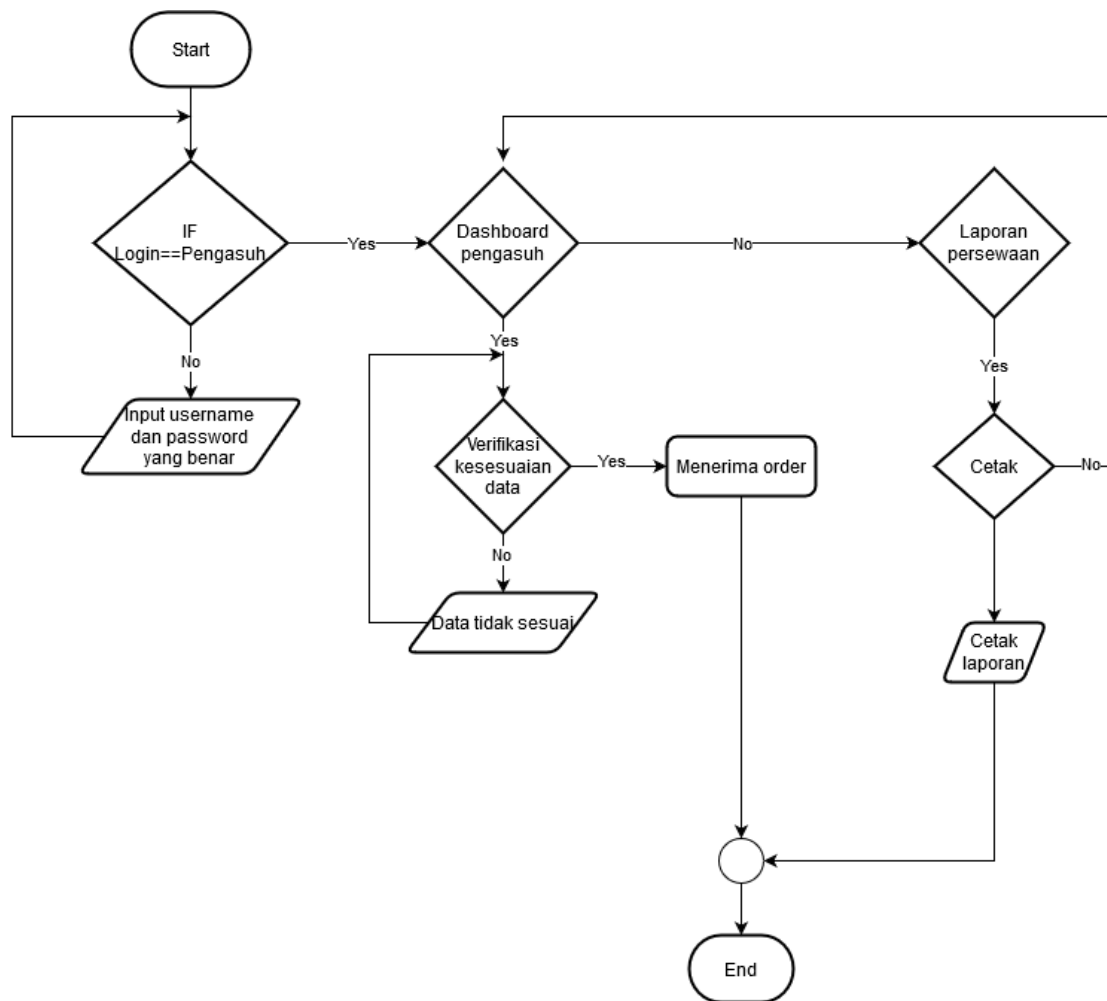 Start
IF
Login==Pengasuh
Yes
Dashboard
pengasuh
No
Laporan
persewaan
No
Input username
dan password
yang benar
Yes
Verifikasi
kesesuaian
data
Yes
Menerima order
No
Data tidak sesuai
Yes
Cetak
No
Cetak
laporan
End